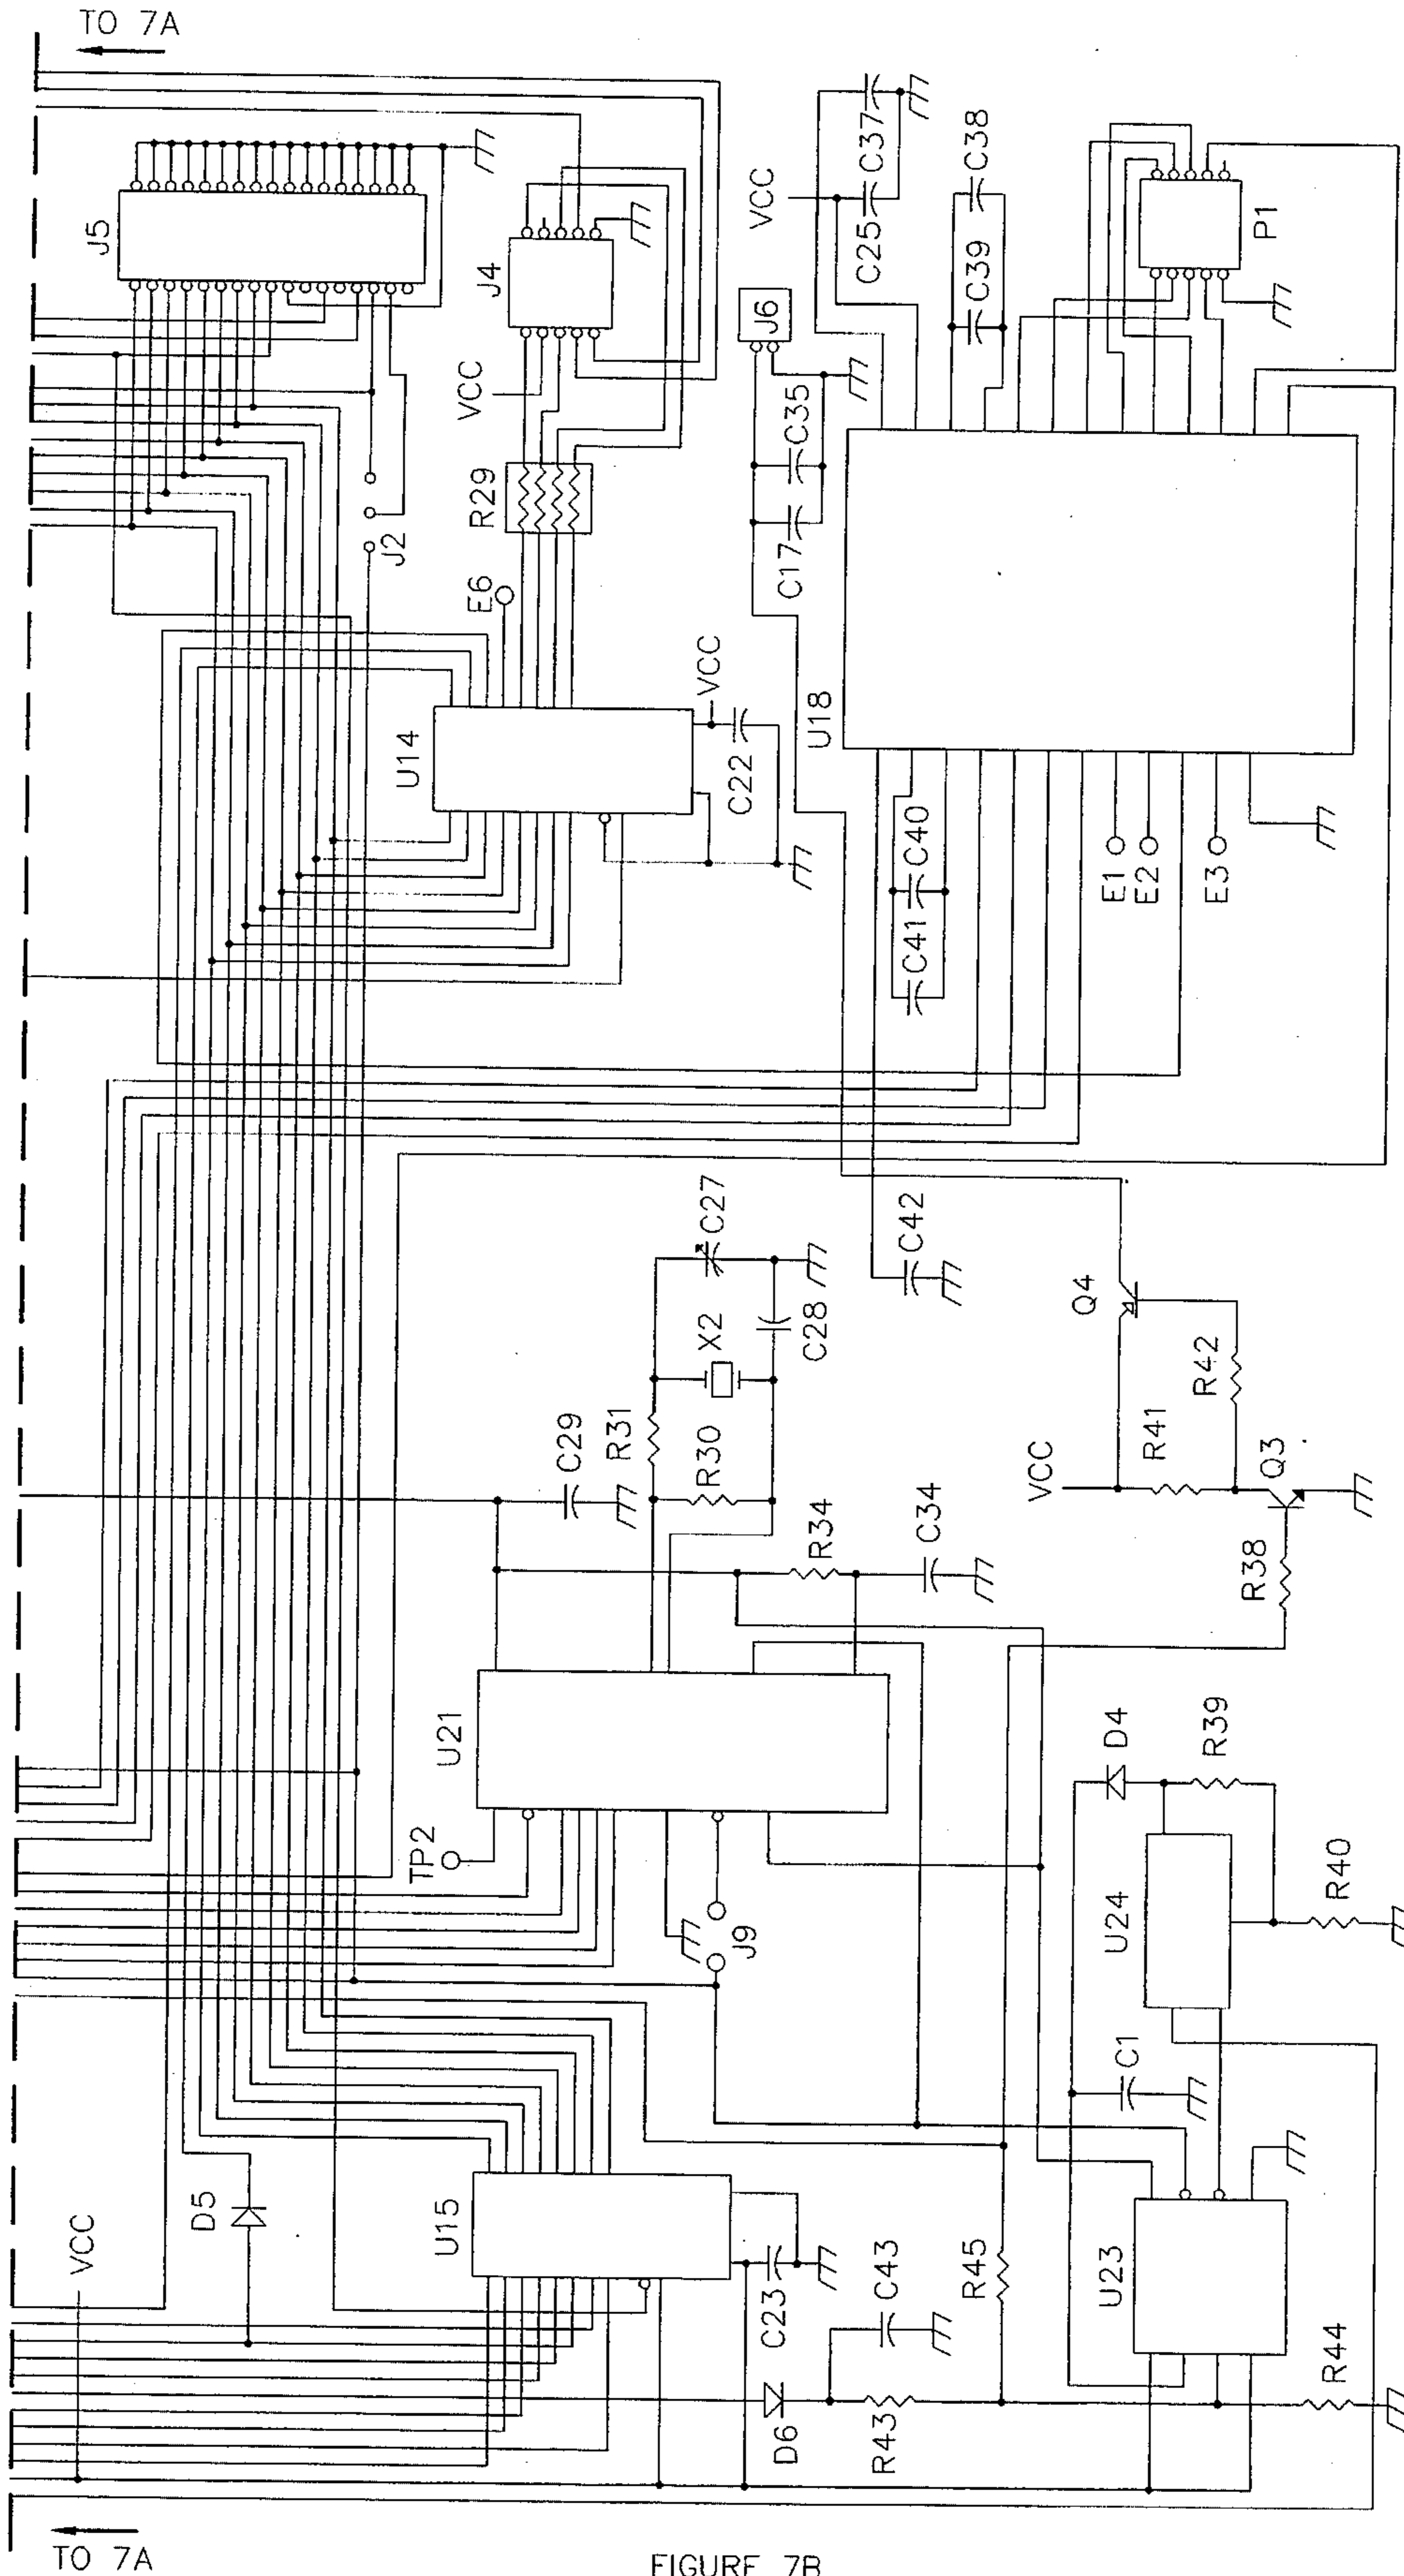 TO 7A
J5
J4
VCC
R29
E6
J2
U14
VCC
C22
J6
C35
C17
VCC
C25
C37
C39
C38
P1
U18
C41
C40
E1
E2
E3
C42
C27
X2
C28
R31
R30
C29
R34
C34
Q4
R42
R41
VCC
Q3
R38
U21
TP2
J9
D4
R39
U24
R40
C1
U23
R44
R45
C43
R43
D6
U15
C23
D5
VCC
TO 7A
FIGURE 7B